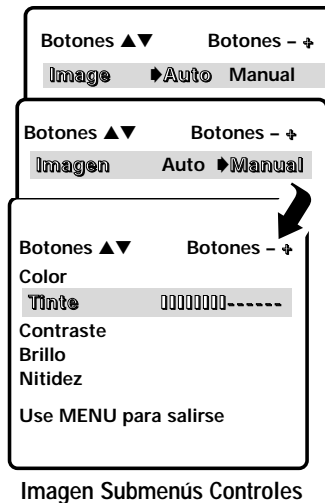 Botones ▲▼ Botones – +
Image ➧Auto Manual
Botones ▲▼ Botones – +
Imagen Auto ➧Manual
Botones ▲▼ Botones – +
Color
Tinte ▯▯▯▯▯▯▯▯------
Contraste
Brillo
Nitidez
Use MENU para salirse
Imagen Submenús Controles